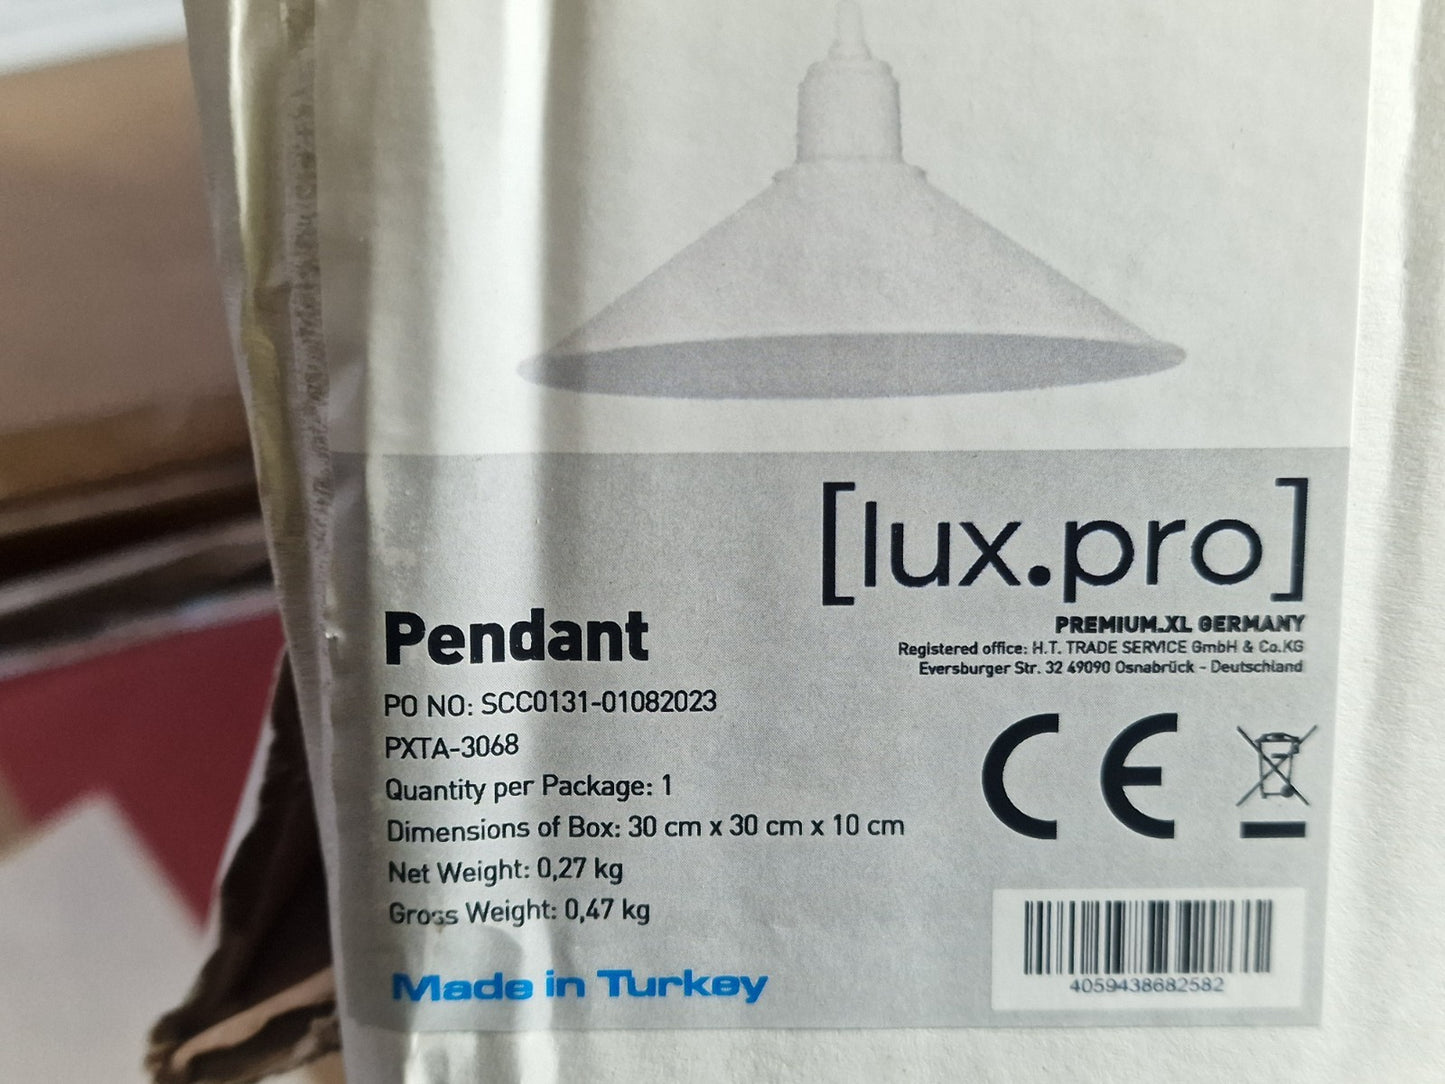 [lux.pro]
PREMIUM.XL GERMANY
Registered office: H.T. TRADE SERVICE GmbH & Co.KG
Eversburger Str. 32 49090 Osnabrück - Deutschland
Pendant
PO NO: SCC0131-01082023
PXTA-3068
Quantity per Package: 1
Dimensions of Box: 30 cm x 30 cm x 10 cm
Net Weight: 0,27 kg
Gross Weight: 0,47 kg
Made in Turkey
CE
4059438682582